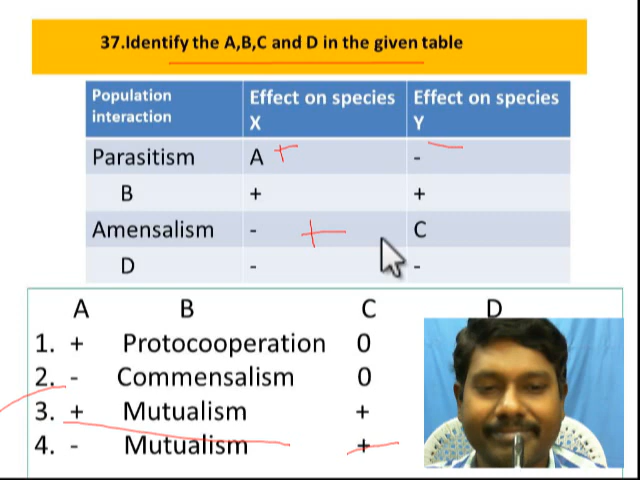 37.Identify the A,B,C and D in the given table
Population interaction Effect on species X Effect on species Y
Parasitism A + -
B + +
Amensalism - C
D - -
A B C D
1. + Protocooperation 0
2. - Commensalism 0
3. + Mutualism +
4. - Mutualism +